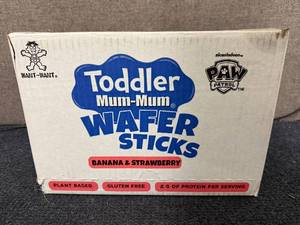 WANT-WANT®
nickelodeon
PAW
PATROL
Toddler
Mum-Mum®
WAFER
STICKS
BANANA & STRAWBERRY
PLANT BASED
GLUTEN FREE
2 G OF PROTEIN PER SERVING